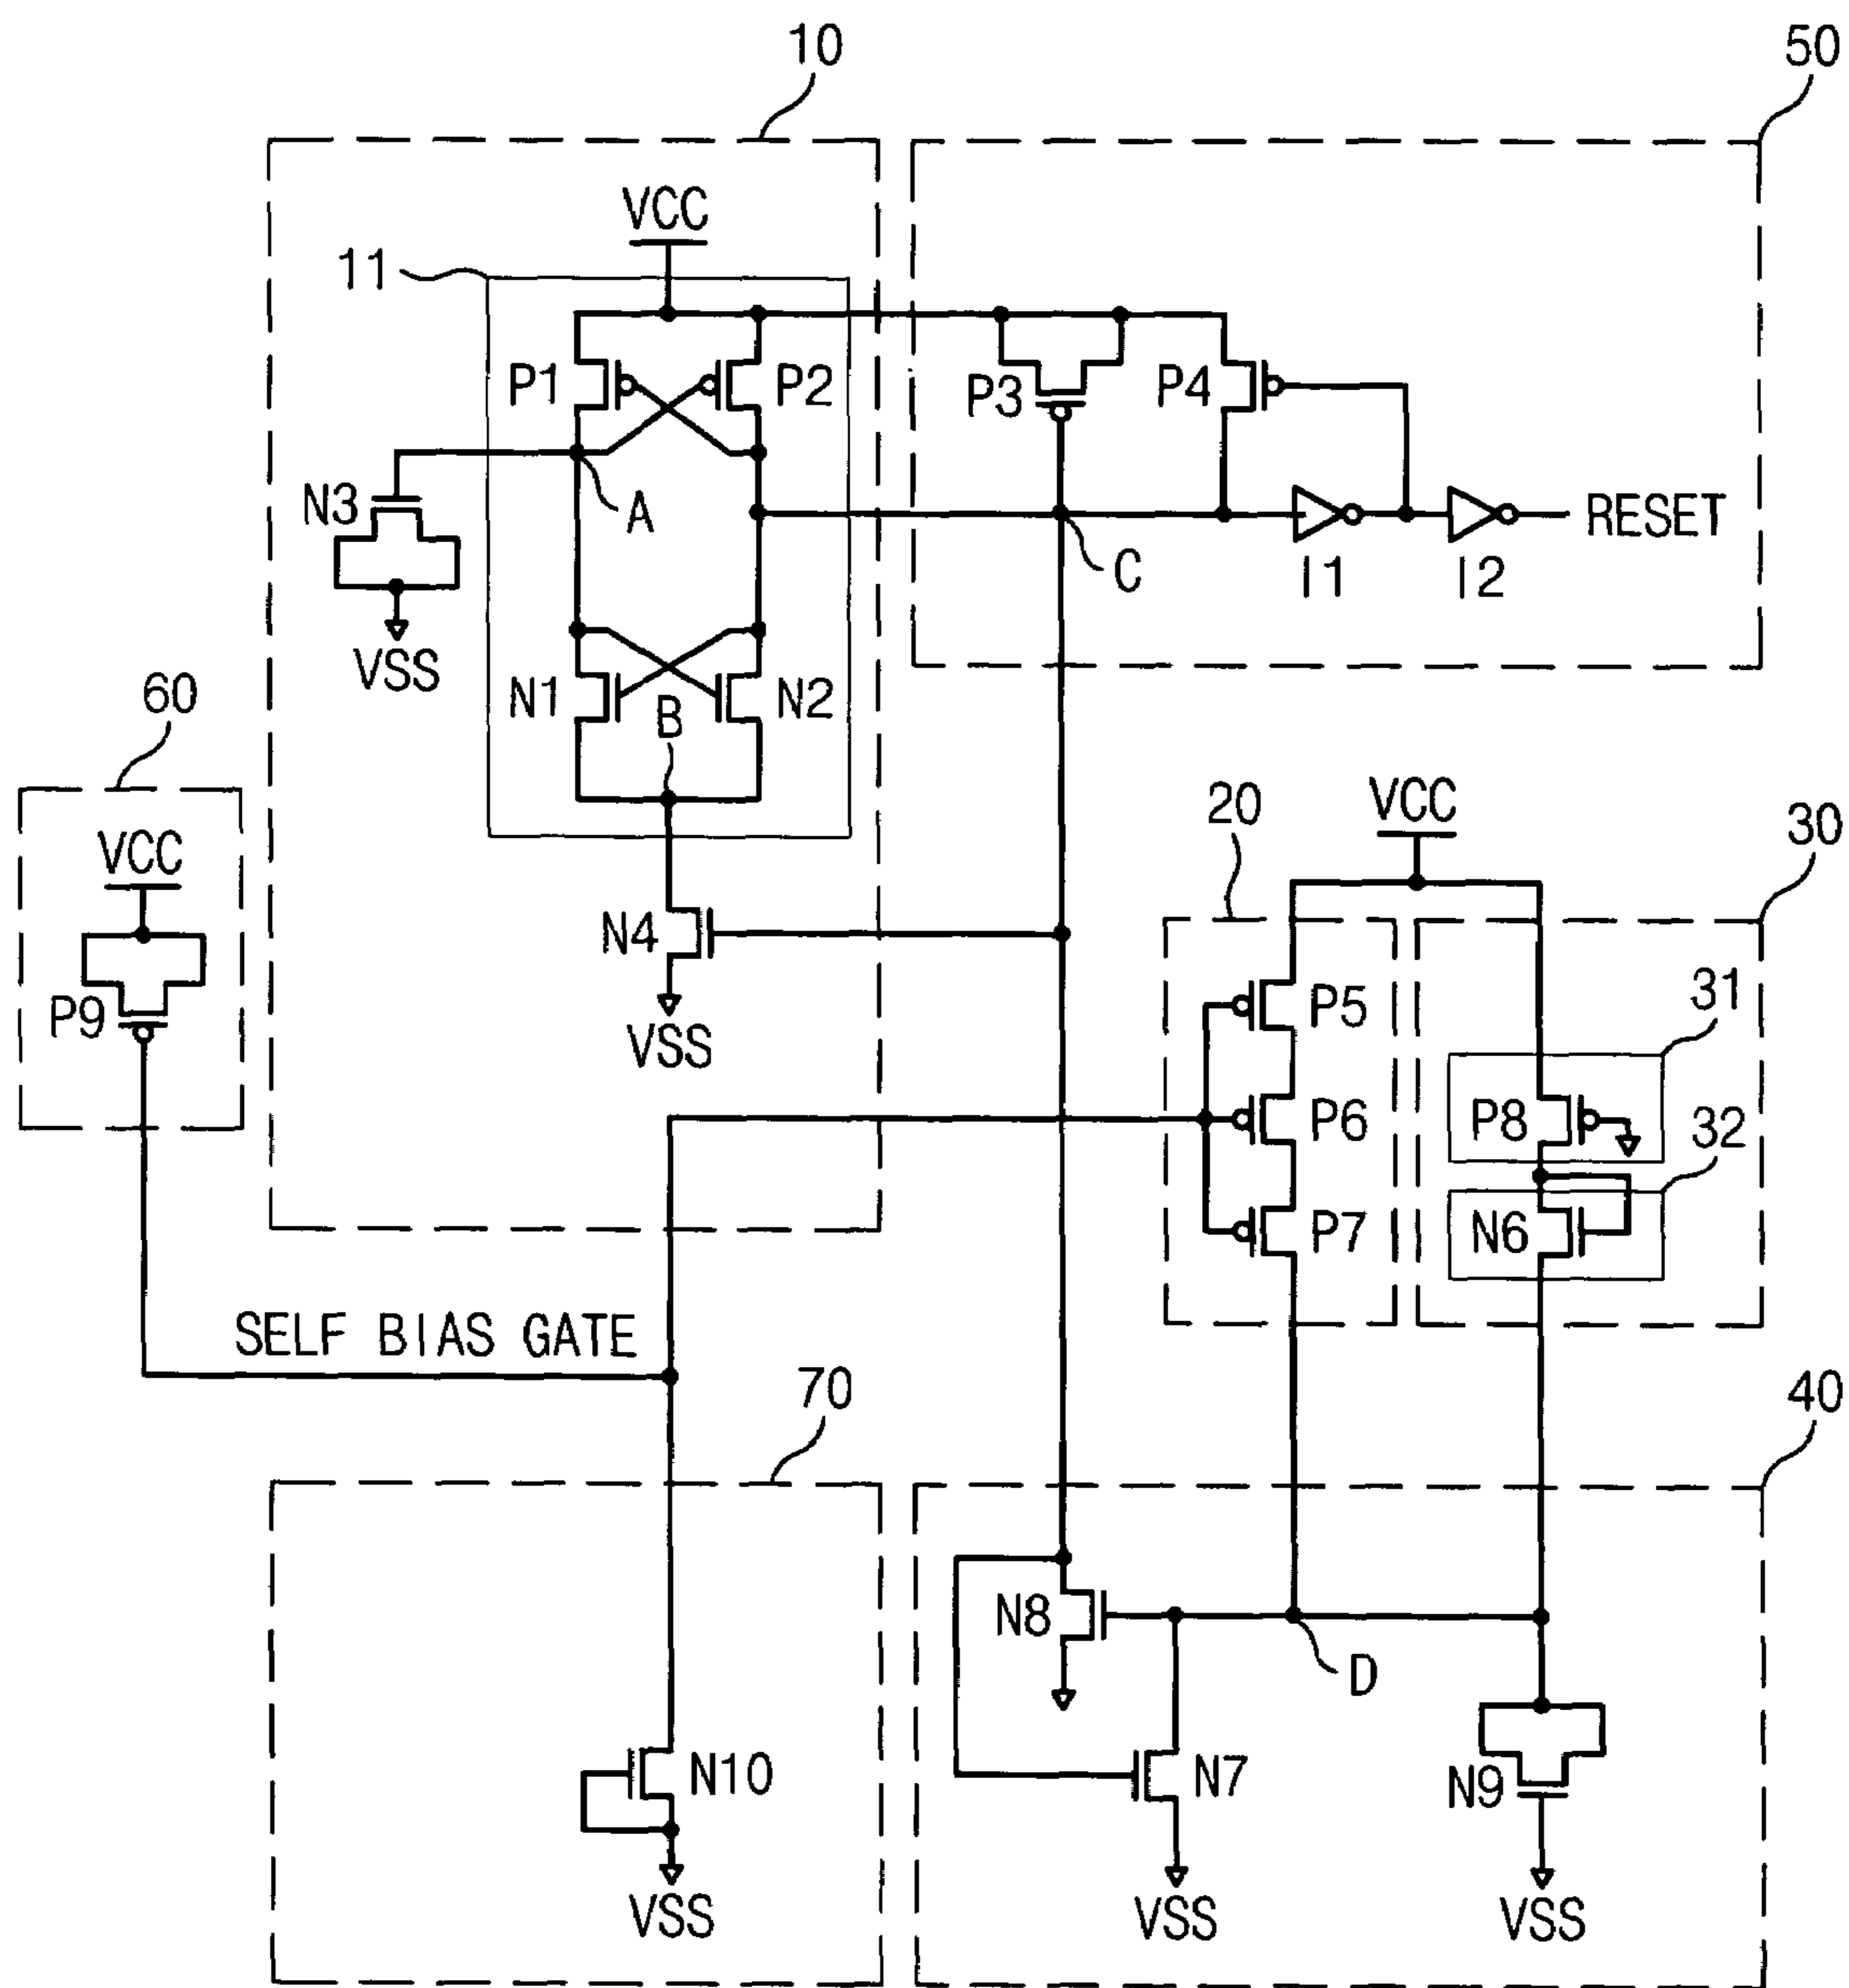 10
50
VCC
11
P1
P2
P3
P4
N3
A
RESET
C
I1
I2
VSS
60
N1
B
N2
20
VCC
30
VCC
N4
P5
31
P9
VSS
P6
P8
32
P7
N6
SELF BIAS GATE
70
40
N8
D
N10
N7
N9
VSS
VSS
VSS